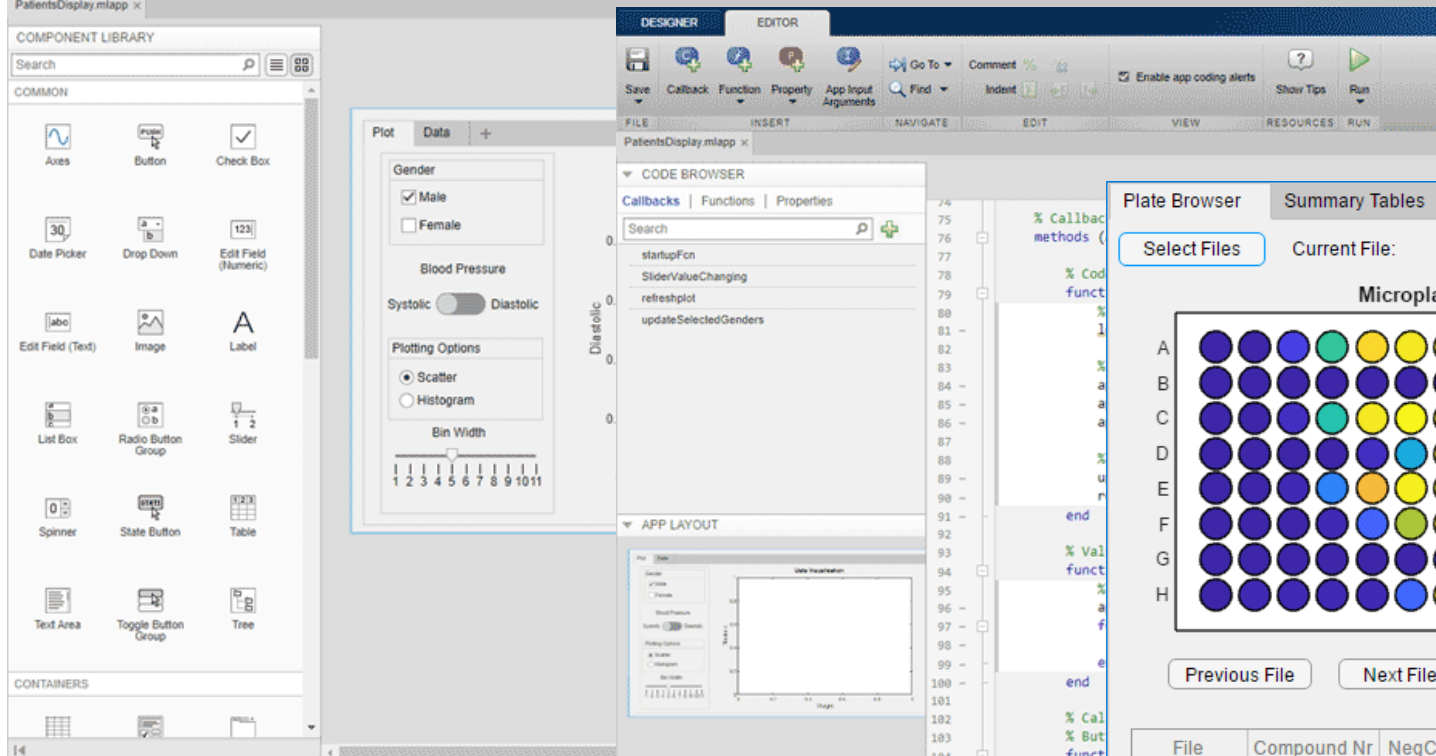 PatientsDisplay.mlapp ×
COMPONENT LIBRARY
Search
COMMON
Axes
Button
Check Box
Date Picker
Drop Down
Edit Field
(Numeric)
Edit Field (Text)
Image
Label
List Box
Radio Button
Group
Slider
Spinner
State Button
Table
Text Area
Toggle Button
Group
Tree
CONTAINERS
Plot
Data
+
Gender
Male
Female
Blood Pressure
Systolic
Diastolic
Plotting Options
Scatter
Histogram
Bin Width
1 2 3 4 5 6 7 8 9 10 11
Diastolic
0.
0.
0.
0.
DESIGNER
EDITOR
Save
Callback
Function
Property
App Input
Arguments
Go To
Find
Comment
Indent
Enable app coding alerts
Show Tips
Run
FILE
INSERT
NAVIGATE
EDIT
VIEW
RESOURCES
RUN
PatientsDisplay.mlapp ×
CODE BROWSER
Callbacks | Functions | Properties
Search
startupFcn
SliderValueChanging
refreshplot
updateSelectedGenders
APP LAYOUT
74
75 % Callbac
76 methods (
77
78 % Cod
79 funct
80 %
81 – l
82
83 %
84 – a
85 – a
86 – a
87
88 %
89 – u
90 – r
91 – end
92
93 % Val
94 funct
95 %
96 – a
97 – f
98 –
99 – e
100 – end
101
102 % Cal
103 % But
104 funct
Plate Browser
Summary Tables
Select Files
Current File:
Micropla
A
B
C
D
E
F
G
H
Previous File
Next File
File
Compound Nr
NegC